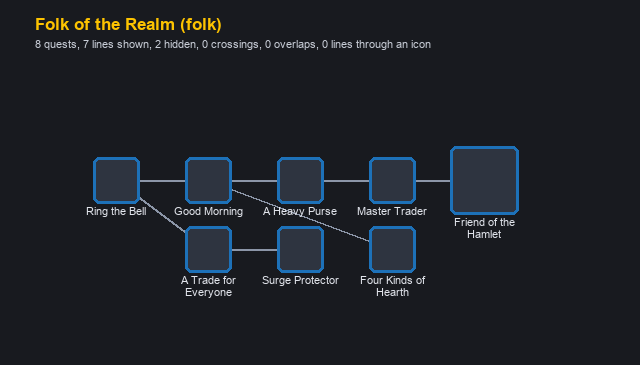 Folk of the Realm (folk)
8 quests, 7 lines shown, 2 hidden, 0 crossings, 0 overlaps, 0 lines through an icon
Ring the Bell
Good Morning
A Heavy Purse
Master Trader
Friend of the
Hamlet
A Trade for
Everyone
Surge Protector
Four Kinds of
Hearth